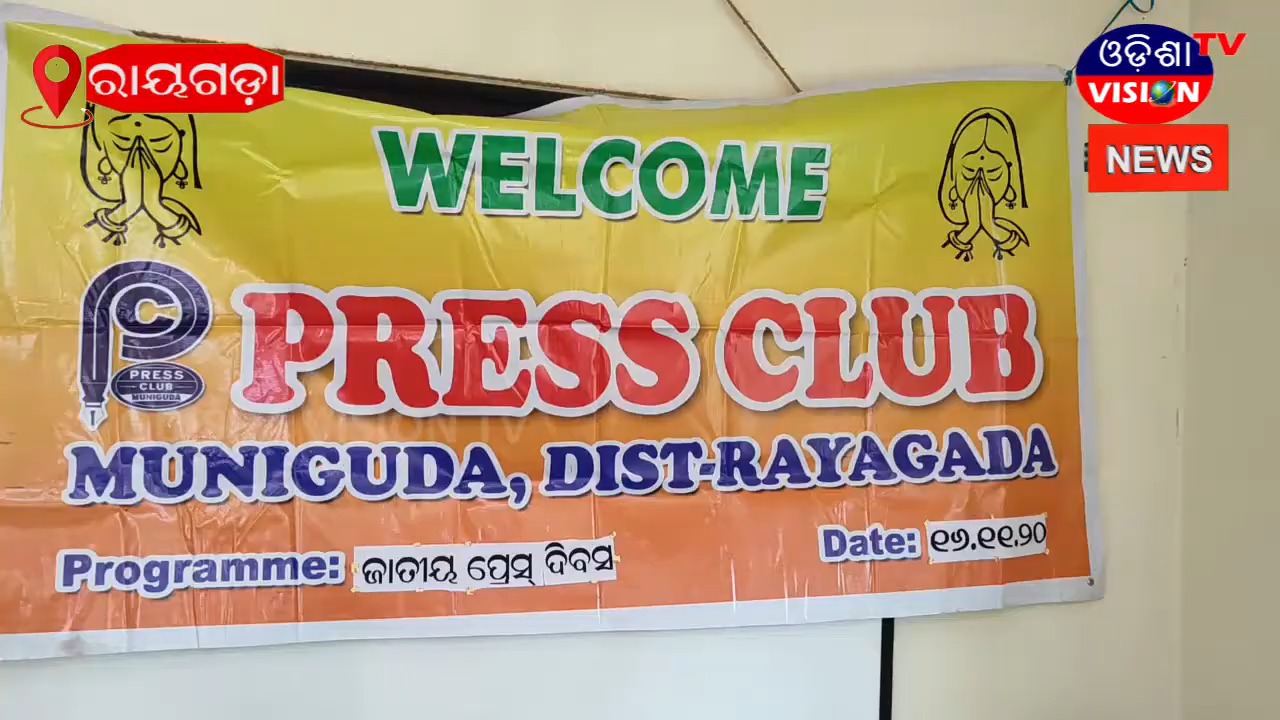 ରାୟଗଡ଼ା
ଓଡ଼ିଶା TV
VISION
NEWS
WELCOME
PC
PRESS
CLUB
MUNIGUDA
PRESS CLUB
MUNIGUDA, DIST-RAYAGADA
Programme: ଜାତୀୟ ପ୍ରେସ୍ ଦିବସ
Date: ୧୬.୧୧.୨୦